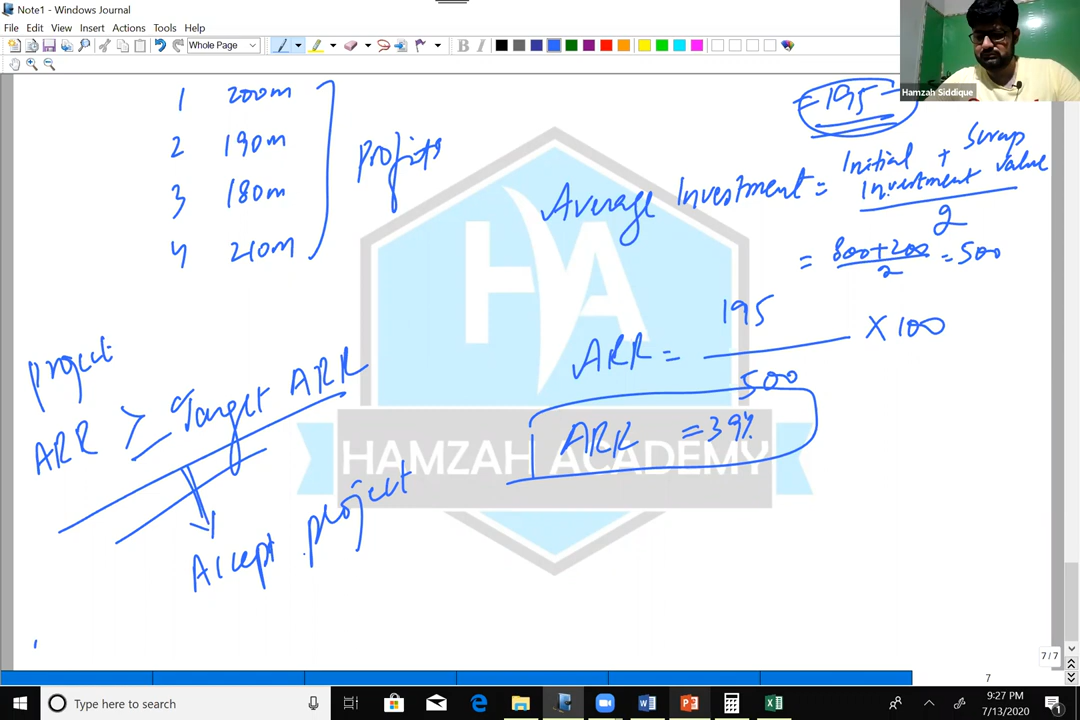 Note1 - Windows Journal
File Edit View Insert Actions Tools Help
Whole Page
B I
Hamzah Siddique
1 200m
2 190m
3 180m
4 210m
Profits
= 195
Average Investment = Initial Investment + Scrap value
2
= 800+200
2
= 500
ARR = 195
500
X 100
ARR = 39%
Project
ARR ≥ Target ARR
Accept project
HA
HAMZAH ACADEMY
7 / 7
7
Type here to search
9:27 PM
7/13/2020
1